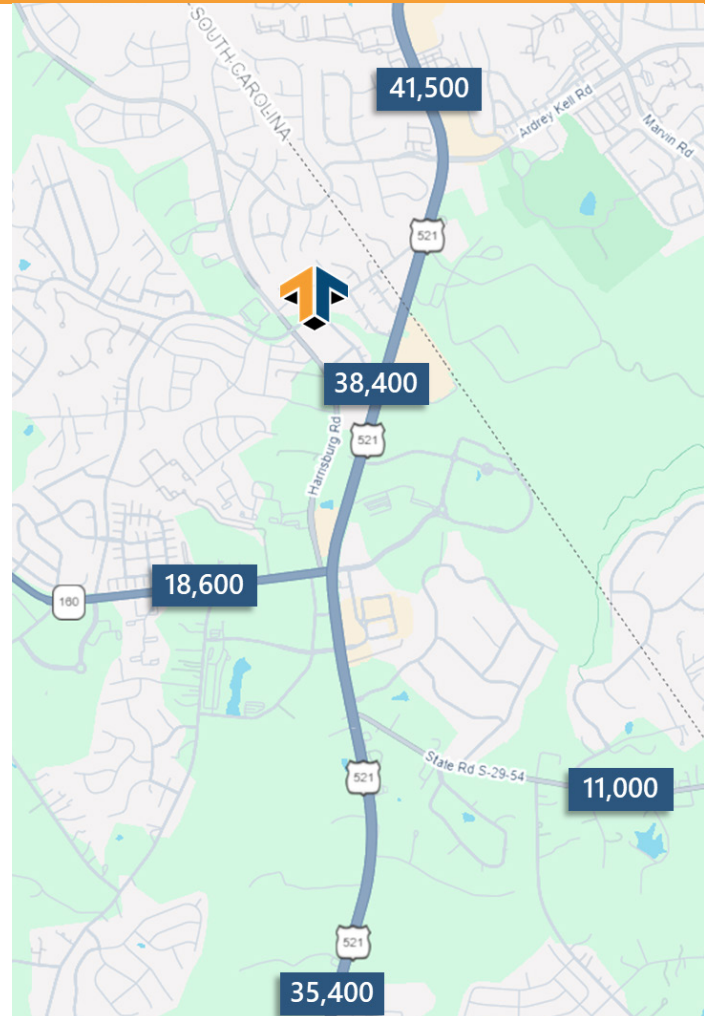 SOUTH CAROLINA
41,500
Ardrey Kell Rd
Marvin Rd
521
38,400
521
Harrisburg Rd
18,600
160
State Rd S-29-54
521
11,000
521
35,400